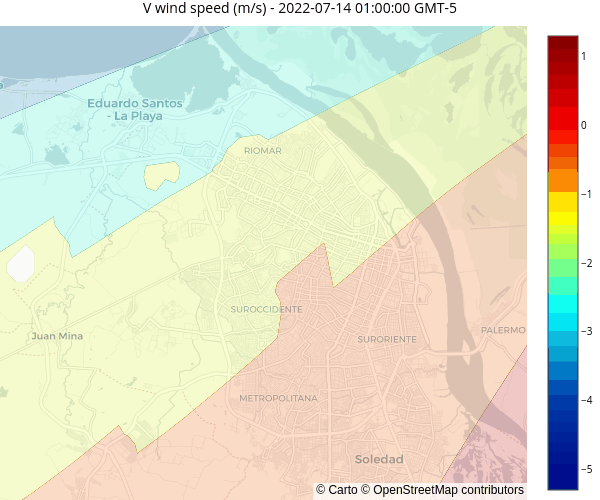 V wind speed (m/s) - 2022-07-14 01:00:00 GMT-5
1
0
−1
−2
−3
−4
−5
Eduardo Santos
- La Playa
RIOMAR
SUROCCIDENTE
Juan Mina
SURORIENTE
PALERMO
METROPOLITANA
Soledad
© Carto © OpenStreetMap contributors